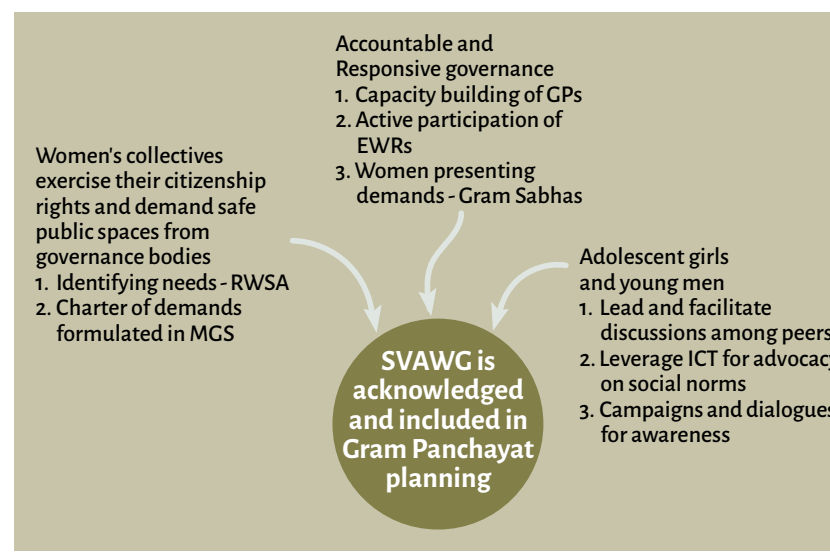 Accountable and
Responsive governance
1. Capacity building of GPs
2. Active participation of
EWRs
3. Women presenting
demands - Gram Sabhas
Women's collectives
exercise their citizenship
rights and demand safe
public spaces from
governance bodies
1. Identifying needs - RWSA
2. Charter of demands
formulated in MGS
Adolescent girls
and young men
1. Lead and facilitate
discussions among peers
2. Leverage ICT for advocacy
on social norms
3. Campaigns and dialogues
for awareness
SVAWG is
acknowledged
and included in
Gram Panchayat
planning